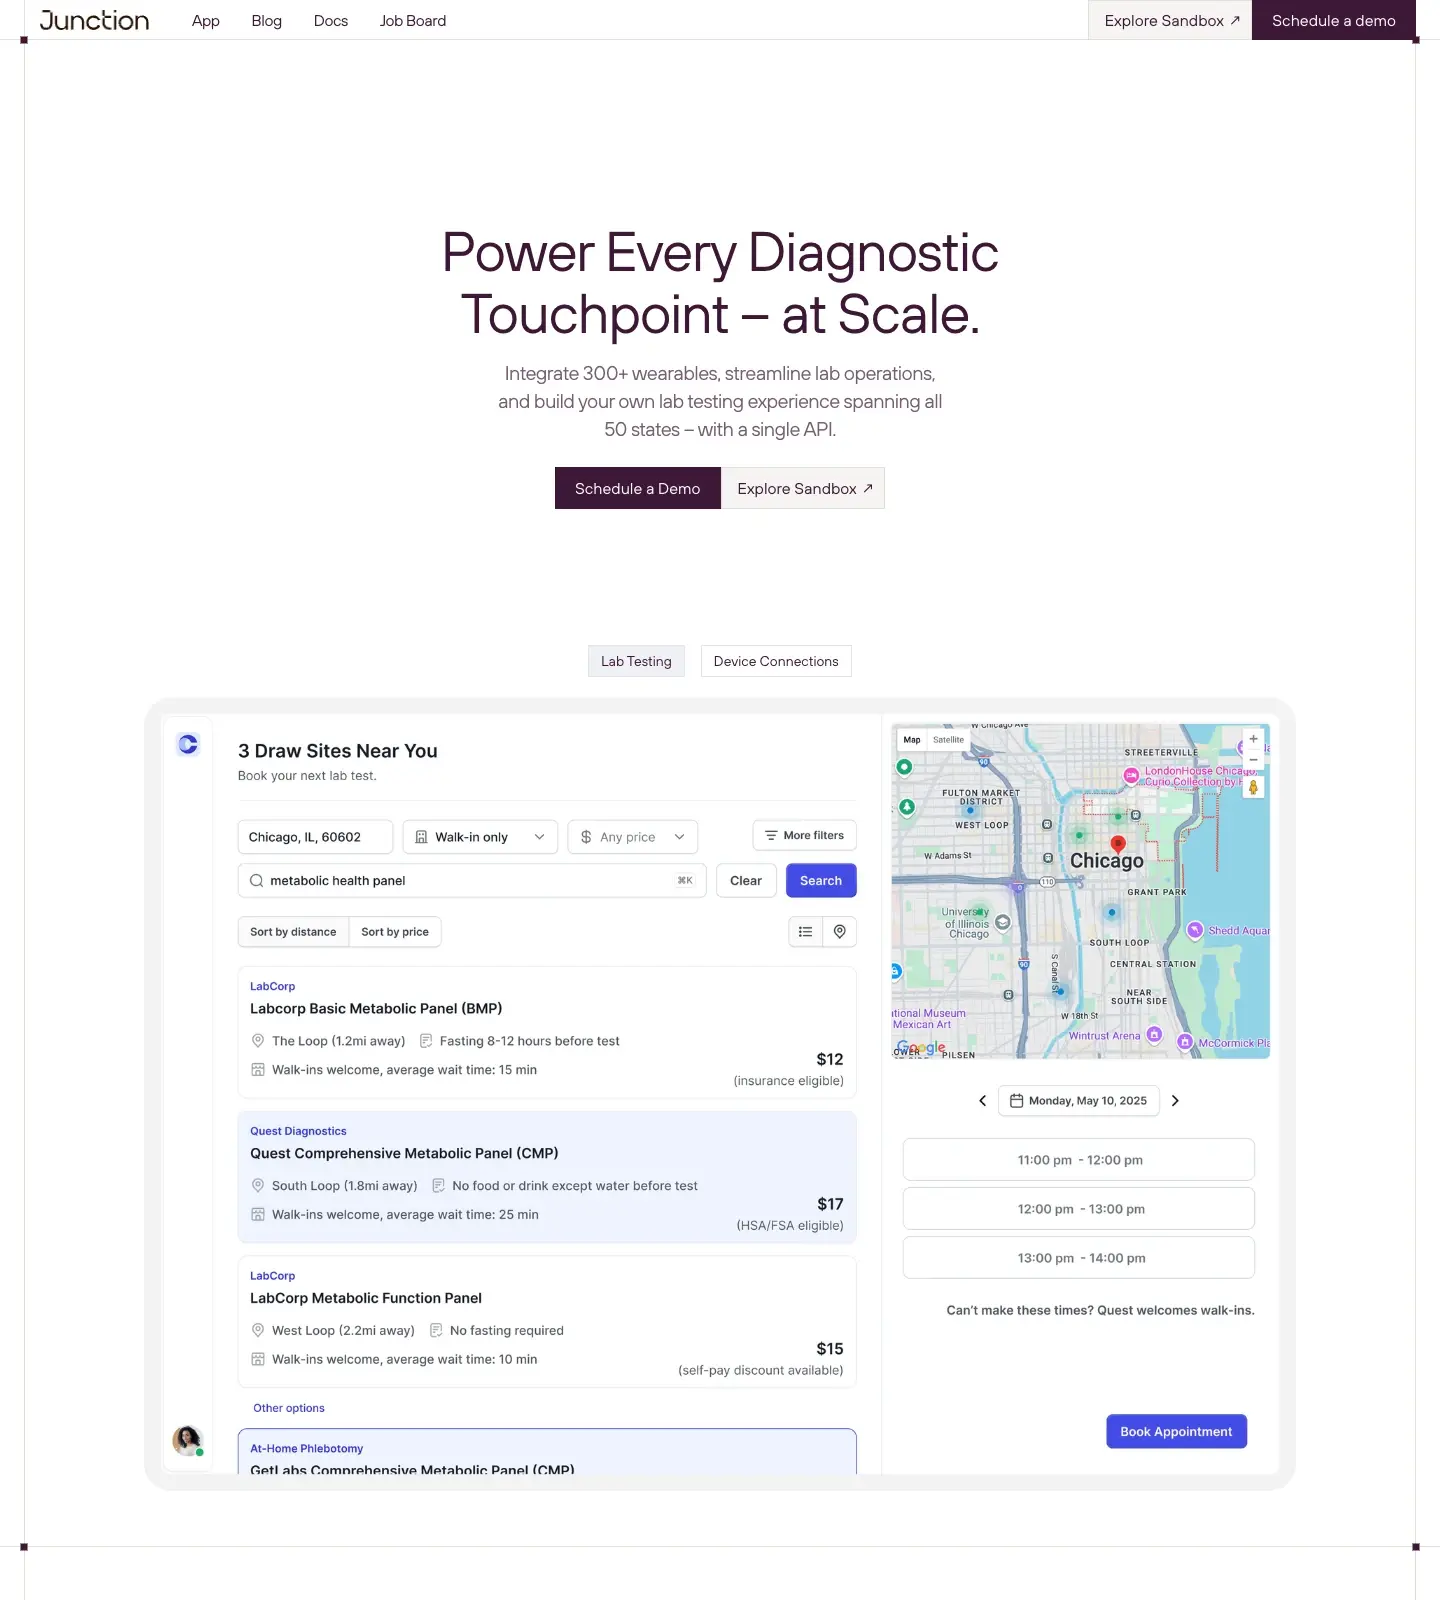 Junction
App
Blog
Docs
Job Board
Explore Sandbox ↗
Schedule a demo
Power Every Diagnostic
Touchpoint – at Scale.
Integrate 300+ wearables, streamline lab operations,
and build your own lab testing experience spanning all
50 states – with a single API.
Schedule a Demo
Explore Sandbox ↗
Lab Testing
Device Connections
3 Draw Sites Near You
Book your next lab test.
Chicago, IL, 60602
Walk-in only
$ Any price
More filters
metabolic health panel
⌘K
Clear
Search
Sort by distance
Sort by price
LabCorp
Labcorp Basic Metabolic Panel (BMP)
The Loop (1.2mi away)
Fasting 8-12 hours before test
Walk-ins welcome, average wait time: 15 min
$12
(insurance eligible)
Quest Diagnostics
Quest Comprehensive Metabolic Panel (CMP)
South Loop (1.8mi away)
No food or drink except water before test
Walk-ins welcome, average wait time: 25 min
$17
(HSA/FSA eligible)
LabCorp
LabCorp Metabolic Function Panel
West Loop (2.2mi away)
No fasting required
Walk-ins welcome, average wait time: 10 min
$15
(self-pay discount available)
Other options
At-Home Phlebotomy
GetLabs Comprehensive Metabolic Panel (CMP)
W Chicago Ave
Map
Satellite
+
−
STREETERVILLE
90
LondonHouse Chicago,
Curio Collection by H
FULTON MARKET
DISTRICT
WEST LOOP
W Adams St
Chicago
110
GRANT PARK
University
of Illinois
Chicago
Shedd Aquar
SOUTH LOOP
90
S Canal St
CENTRAL STATION
NEAR
SOUTH SIDE
ational Museum
Mexican Art
W 18th St
Wintrust Arena
McCormick Pla
Google
OWER
PILSEN
Monday, May 10, 2025
11:00 pm - 12:00 pm
12:00 pm - 13:00 pm
13:00 pm - 14:00 pm
Can't make these times? Quest welcomes walk-ins.
Book Appointment